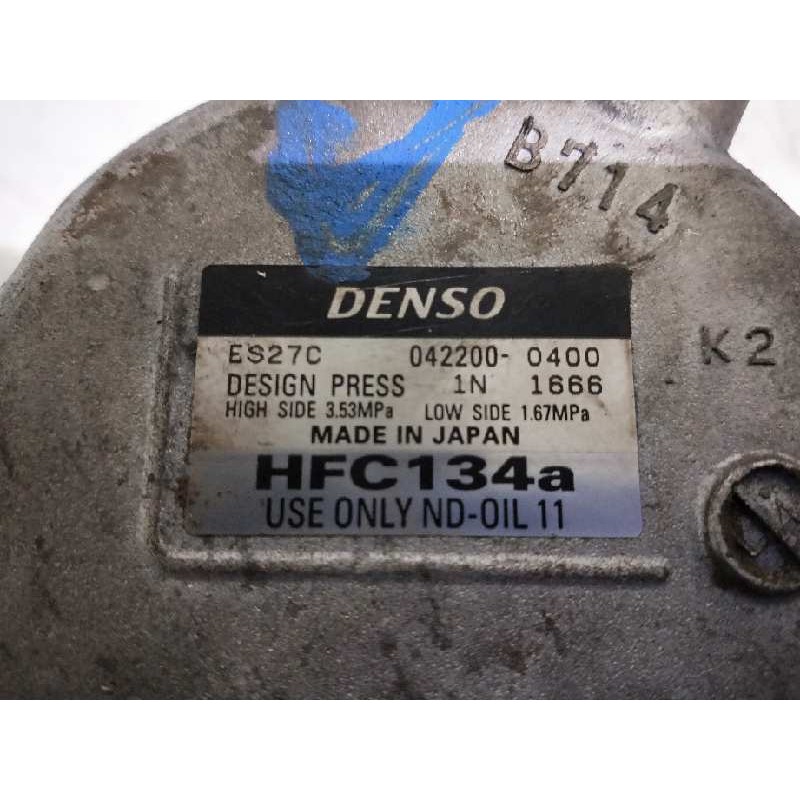 B714
DENSO
K2
ES27C 042200-0400
DESIGN PRESS 1N 1666
HIGH SIDE 3.53MPa LOW SIDE 1.67MPa
MADE IN JAPAN
HFC134a
USE ONLY ND-OIL 11